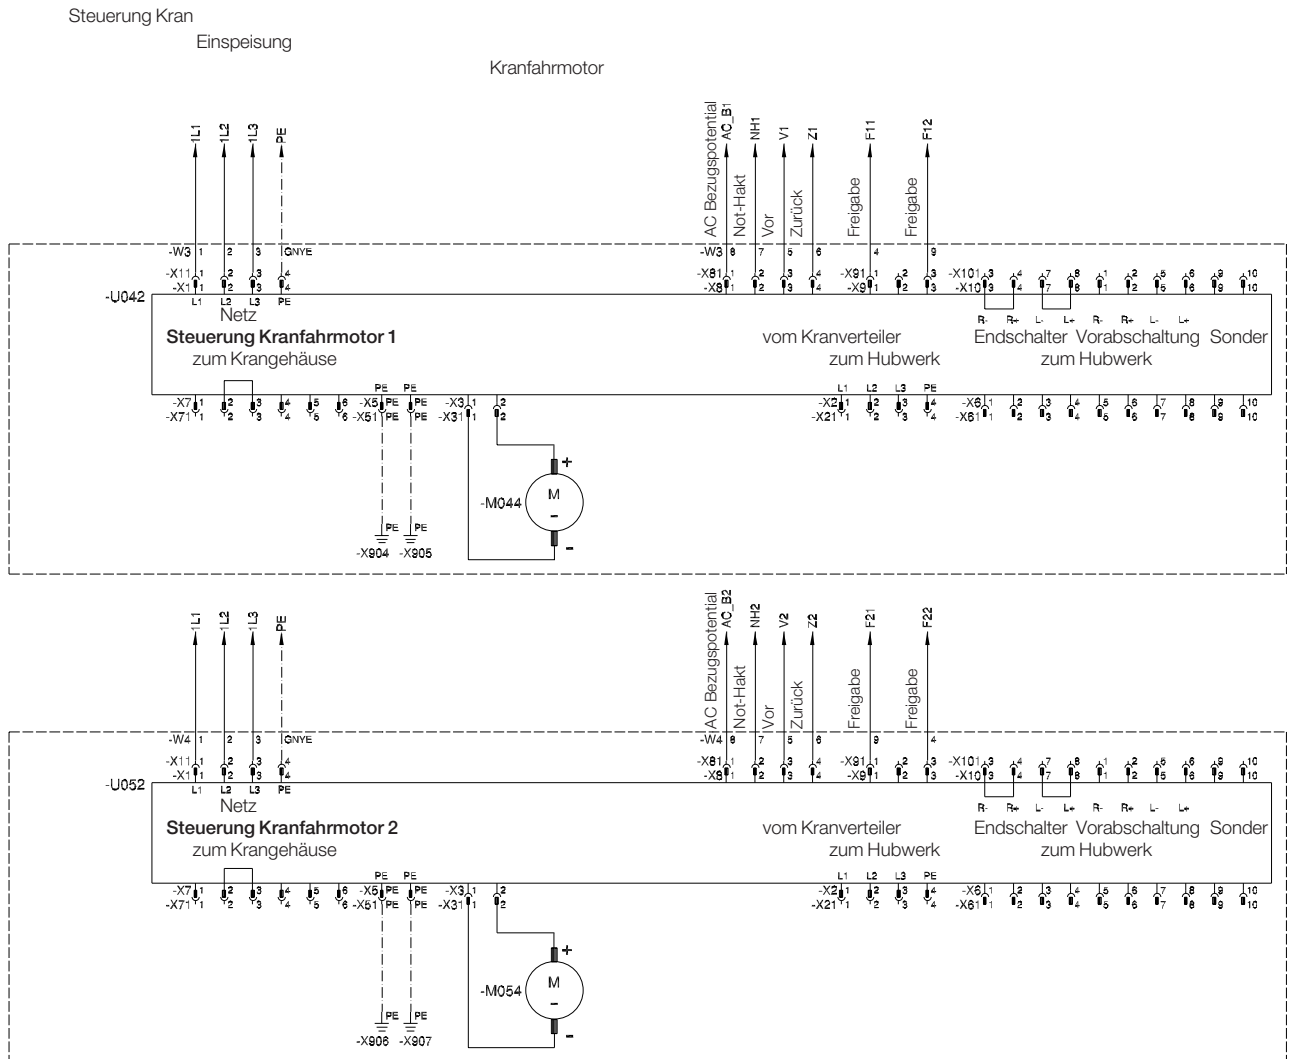 Steuerung Kran
Einspeisung
Kranfahrmotor
1L1 1L2 1L3 PE
AC Bezugspotential AC_B1
Not-Hakt NH1
Vor V1
Zurück Z1
Freigabe F11
Freigabe F12
-W3 1 2 3 GNYE -W3 8 7 5 6 4 9
-X11 1 2 3 4 -X81 1 2 3 4 -X91 1 2 3 -X101 3 4 7 8 1 2 5 6 9 10
-X1 1 2 3 4 -X8 1 2 3 4 -X9 1 2 3 -X10 3 4 7 8 1 2 5 6 9 10
-U042 L1 L2 L3 PE
Netz R- R+ L- L+ R- R+ L- L+
Steuerung Kranfahrmotor 1 vom Kranverteiler Endschalter Vorabschaltung Sonder
zum Krangehäuse zum Hubwerk zum Hubwerk
PE PE L1 L2 L3 PE
-X7 1 2 3 4 5 6 -X5 PE PE -X3 1 2 -X2 1 2 3 4 -X6 1 2 3 4 5 6 7 8 9 10
-X71 1 2 3 4 5 6 -X51 PE PE -X31 1 2 -X21 1 2 3 4 -X61 1 2 3 4 5 6 7 8 9 10
+
-M044 M
-
PE PE
-X904 -X905 -
1L1 1L2 1L3 PE
AC Bezugspotential AC_B2
Not-Hakt NH2
Vor V2
Zurück Z2
Freigabe F21
Freigabe F22
-W4 1 2 3 GNYE -W4 8 7 5 6 9 4
-X11 1 2 3 4 -X81 1 2 3 4 -X91 1 2 3 -X101 3 4 7 8 1 2 5 6 9 10
-X1 1 2 3 4 -X8 1 2 3 4 -X9 1 2 3 -X10 3 4 7 8 1 2 5 6 9 10
-U052 L1 L2 L3 PE
Netz R- R+ L- L+ R- R+ L- L+
Steuerung Kranfahrmotor 2 vom Kranverteiler Endschalter Vorabschaltung Sonder
zum Krangehäuse zum Hubwerk zum Hubwerk
PE PE L1 L2 L3 PE
-X7 1 2 3 4 5 6 -X5 PE PE -X3 1 2 -X2 1 2 3 4 -X6 1 2 3 4 5 6 7 8 9 10
-X71 1 2 3 4 5 6 -X51 PE PE -X31 1 2 -X21 1 2 3 4 -X61 1 2 3 4 5 6 7 8 9 10
+
-M054 M
-
PE PE
-X906 -X907 -